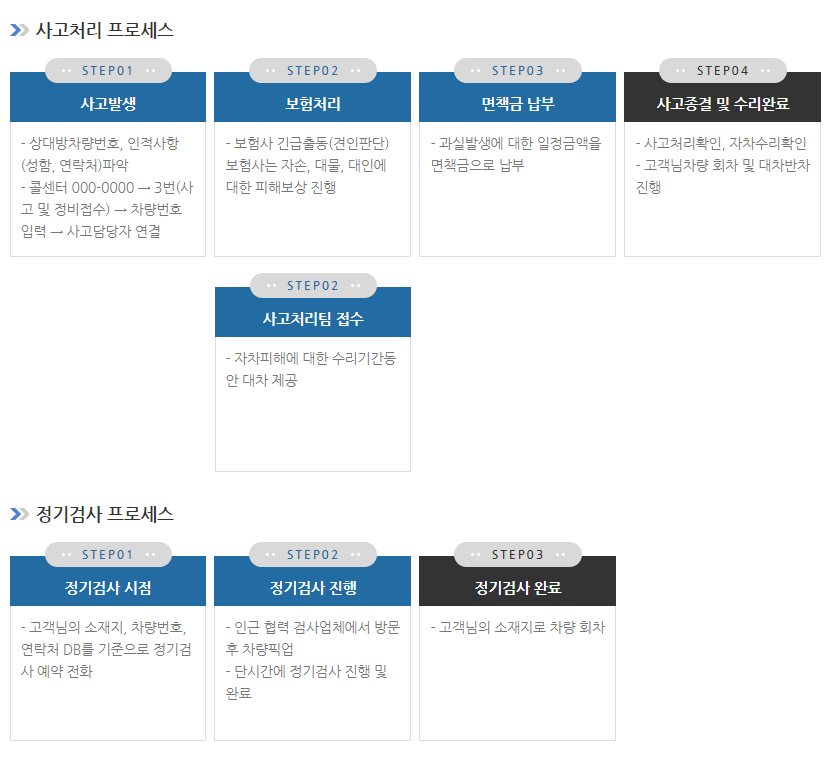 사고처리 프로세스
STEP01
사고발생
- 상대방차량번호, 인적사항
(성함, 연락처)파악
- 콜센터 000-0000 → 3번(사
고 및 정비접수) → 차량번호
입력 → 사고담당자 연결
STEP02
보험처리
- 보험사 긴급출동(견인판단)
보험사는 자손, 대물, 대인에
대한 피해보상 진행
STEP03
면책금 납부
- 과실발생에 대한 일정금액을
면책금으로 납부
STEP04
사고종결 및 수리완료
- 사고처리확인, 자차수리확인
- 고객님차량 회차 및 대차반차
진행
STEP02
사고처리팀 접수
- 자차피해에 대한 수리기간동
안 대차 제공
정기검사 프로세스
STEP01
정기검사 시점
- 고객님의 소재지, 차량번호,
연락처 DB를 기준으로 정기검
사 예약 전화
STEP02
정기검사 진행
- 인근 협력 검사업체에서 방문
후 차량픽업
- 단시간에 정기검사 진행 및
완료
STEP03
정기검사 완료
- 고객님의 소재지로 차량 회차